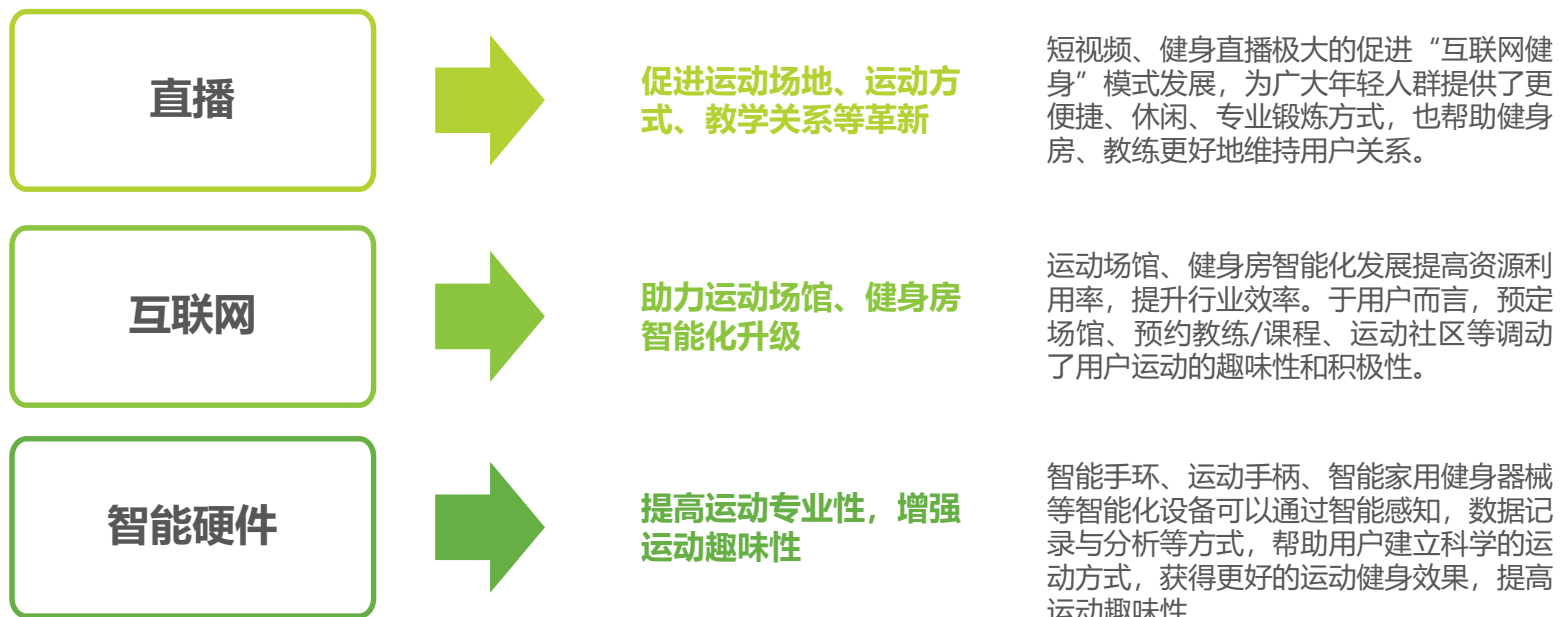 直播
促进运动场地、运动方
式、教学关系等革新
短视频、健身直播极大的促进“互联网健
身”模式发展，为广大年轻人群提供了更
便捷、休闲、专业锻炼方式，也帮助健身
房、教练更好地维持用户关系。
互联网
助力运动场馆、健身房
智能化升级
运动场馆、健身房智能化发展提高资源利
用率，提升行业效率。于用户而言，预定
场馆、预约教练/课程、运动社区等调动
了用户运动的趣味性和积极性。
智能硬件
提高运动专业性，增强
运动趣味性
智能手环、运动手柄、智能家用健身器械
等智能化设备可以通过智能感知，数据记
录与分析等方式，帮助用户建立科学的运
动方式，获得更好的运动健身效果，提高
运动趣味性